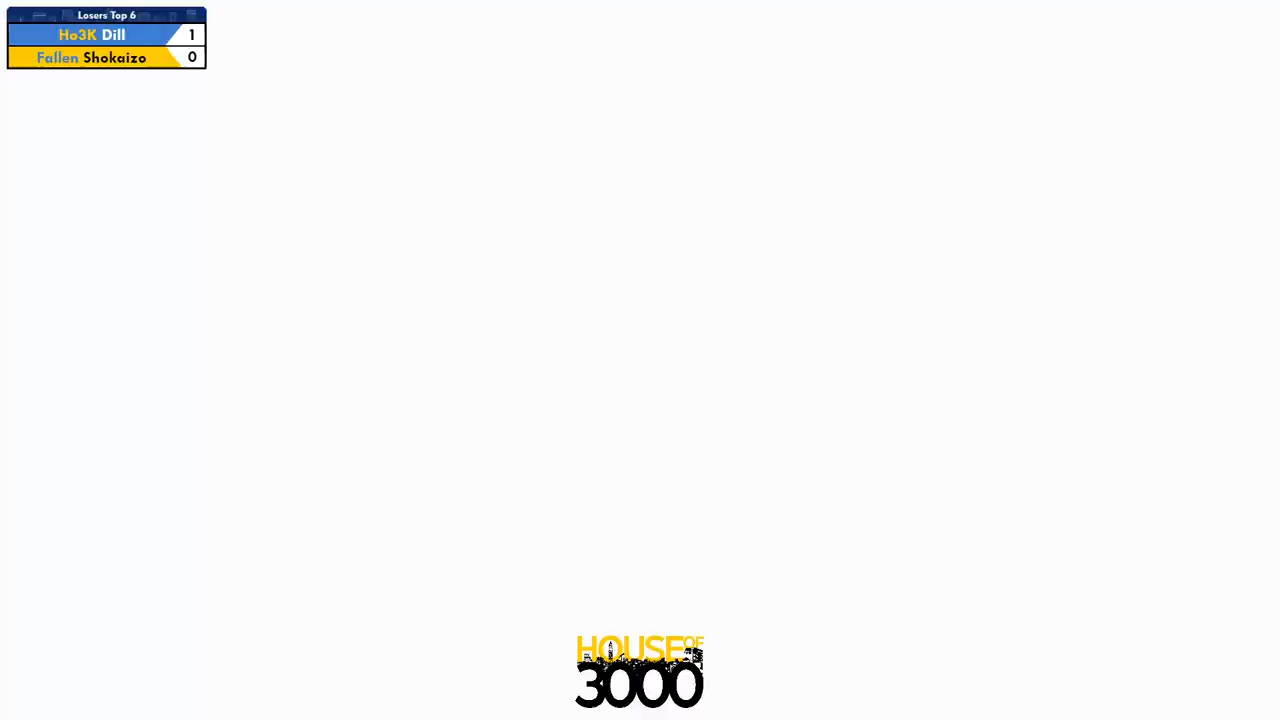 Losers Top 6
Ho3K Dill 1
Fallen Shokaizo 0
HOUSE OF
3000